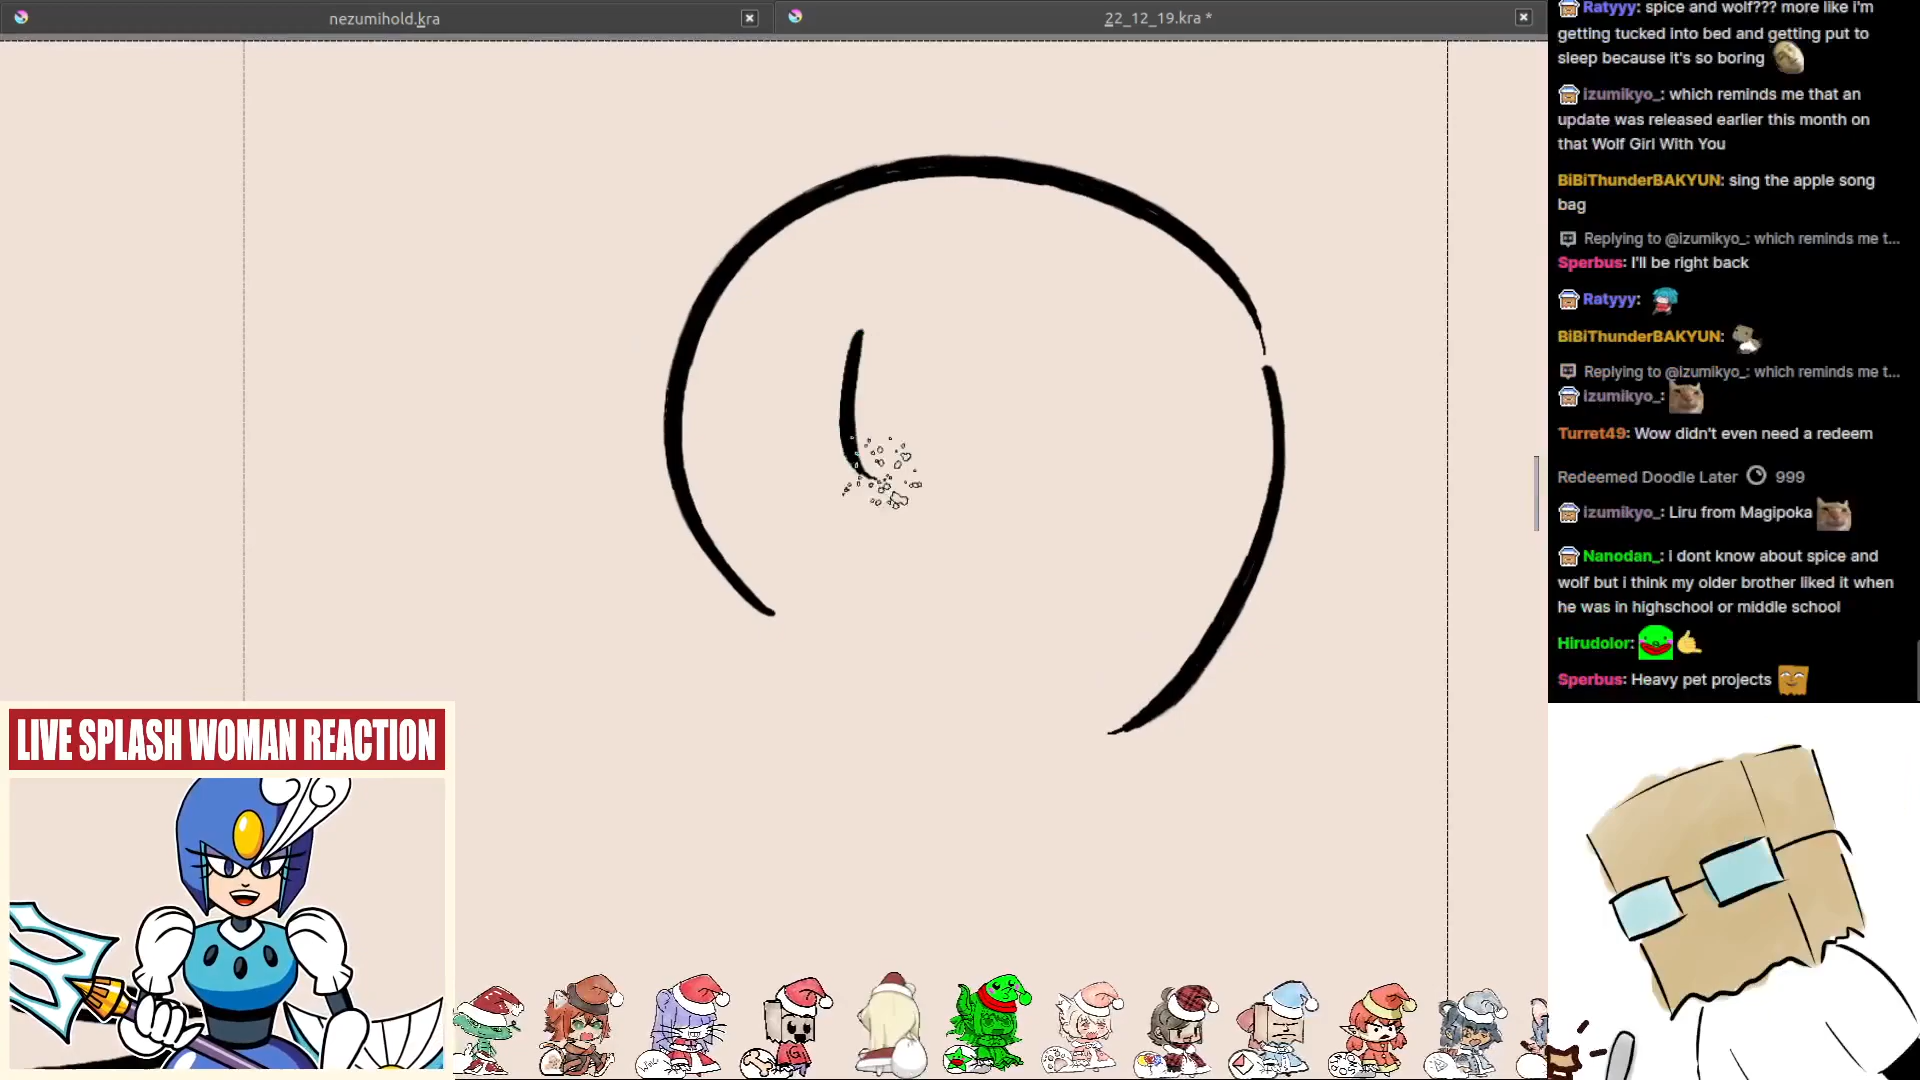 nezumihold.kra
22_12_19.kra *
Ratyyy: spice and wolf??? more like i'm
getting tucked into bed and getting put to
sleep because it's so boring
izumikyo_: which reminds me that an
update was released earlier this month on
that Wolf Girl With You
BiBiThunderBAKYUN: sing the apple song
bag
Replying to @izumikyo_: which reminds me t...
Sperbus: I'll be right back
Ratyyy:
BiBiThunderBAKYUN:
Replying to @izumikyo_: which reminds me t...
izumikyo_:
Turret49: Wow didn't even need a redeem
Redeemed Doodle Later 999
izumikyo_: Liru from Magipoka
Nanodan_: i dont know about spice and
wolf but i think my older brother liked it when
he was in highschool or middle school
Hirudolor:
Sperbus: Heavy pet projects
LIVE SPLASH WOMAN REACTION